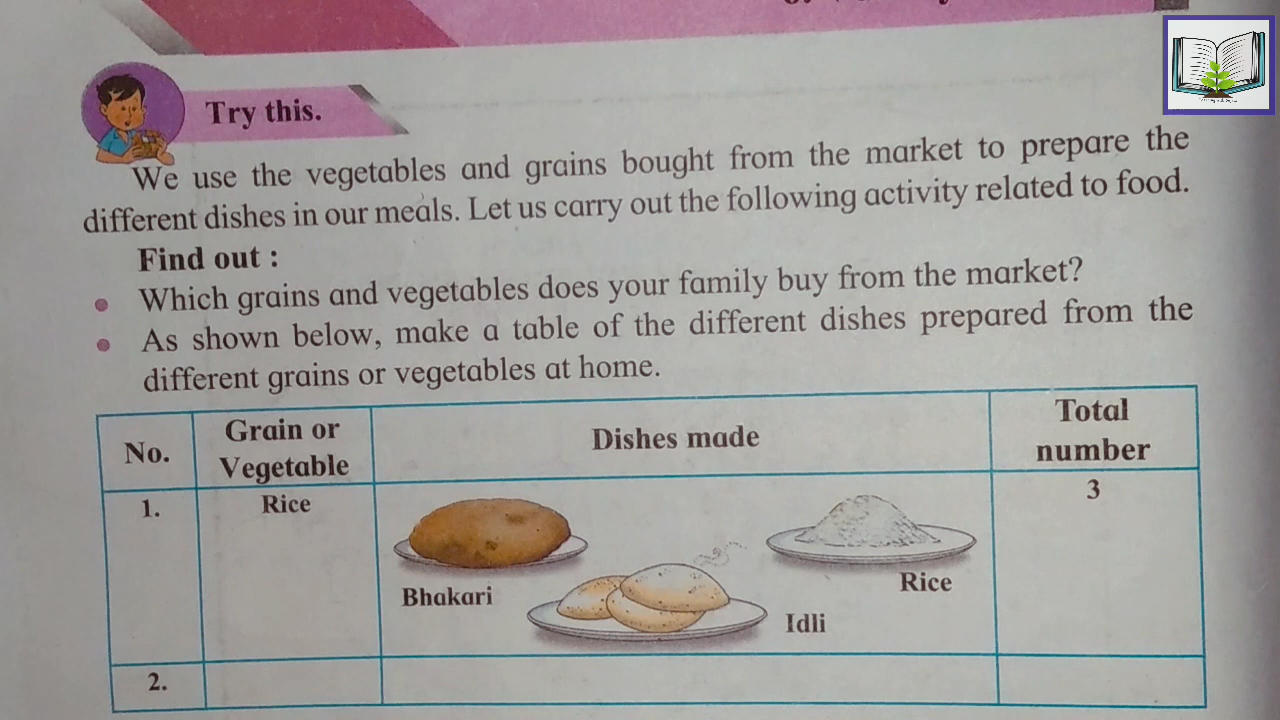 Try this.
We use the vegetables and grains bought from the market to prepare the
different dishes in our meals. Let us carry out the following activity related to food.
Find out :
Which grains and vegetables does your family buy from the market?
As shown below, make a table of the different dishes prepared from the
different grains or vegetables at home.
No. Grain or Vegetable Dishes made Total number
1. Rice 3
Bhakari
Idli
Rice
2.